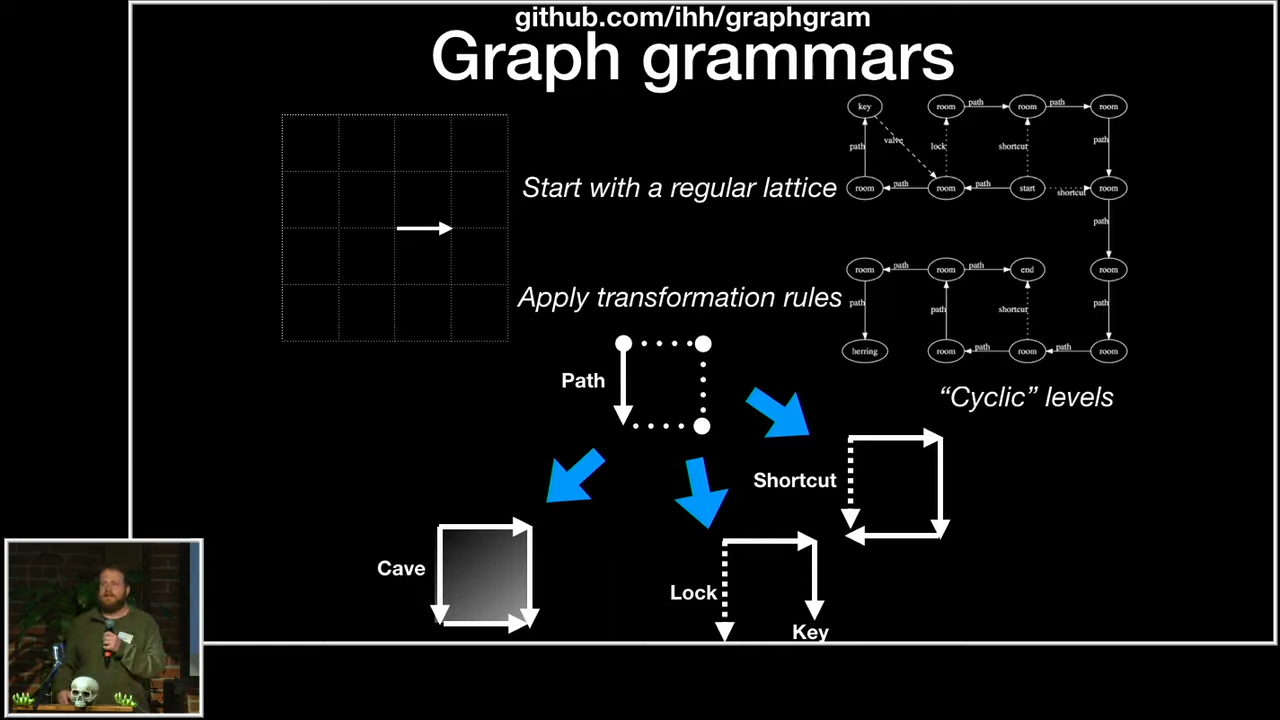 github.com/ihh/graphgram
Graph grammars
Start with a regular lattice
Apply transformation rules
key
room
path
room
path
room
path
valve
lock
shortcut
path
room
path
room
path
start
shortcut
room
path
room
path
room
path
end
room
path
path
shortcut
path
herring
room
path
room
path
room
"Cyclic" levels
Path
Shortcut
Cave
Lock
Key